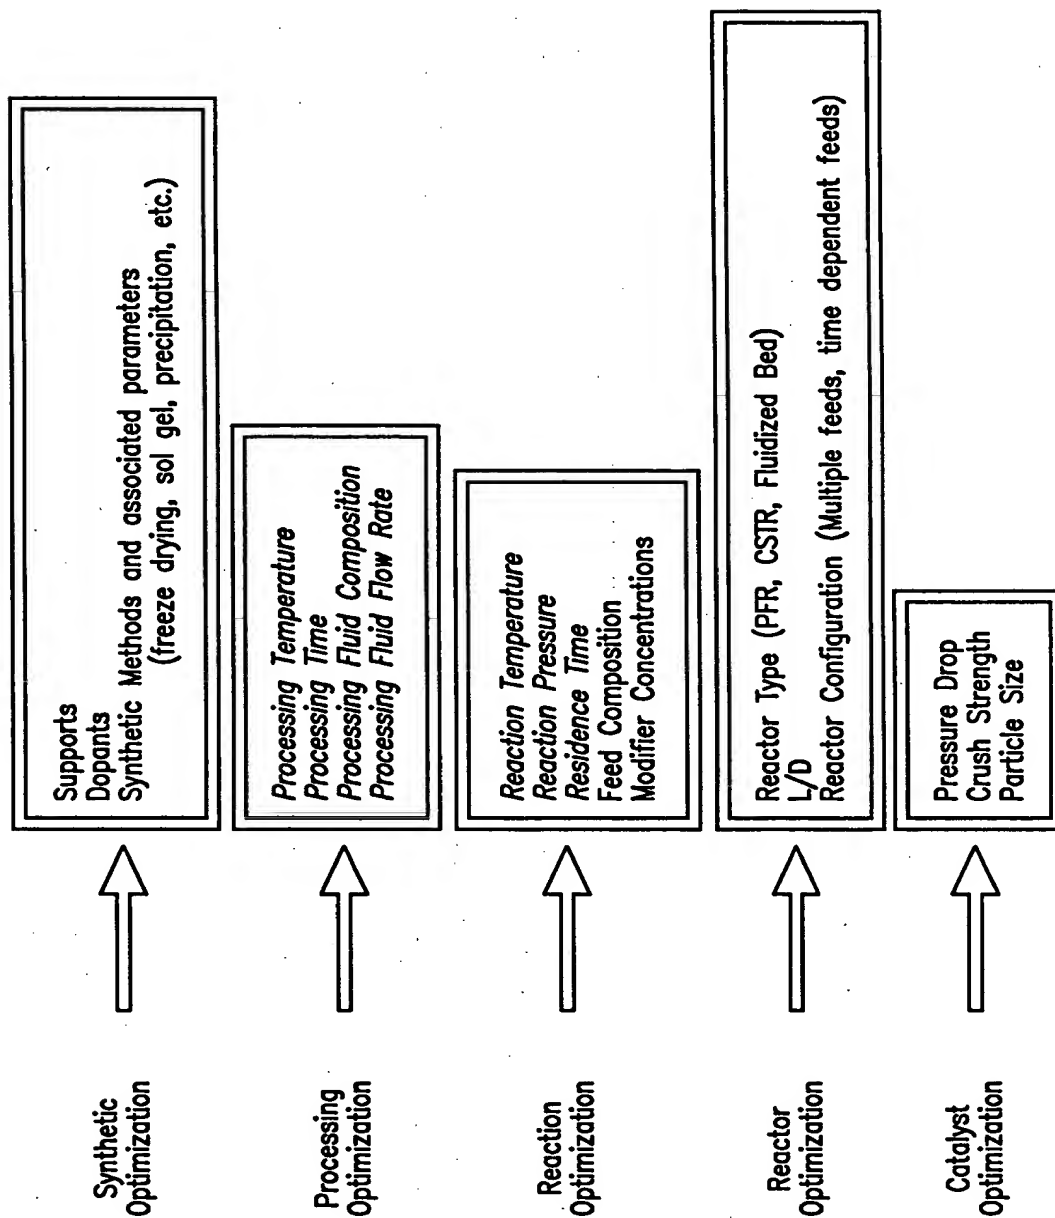 Synthetic
Optimization
Supports
Dopants
Synthetic Methods and associated parameters
(freeze drying, sol gel, precipitation, etc.)
Processing
Optimization
Processing Temperature
Processing Time
Processing Fluid Composition
Processing Fluid Flow Rate
Reaction
Optimization
Reaction Temperature
Reaction Pressure
Residence Time
Feed Composition
Modifier Concentrations
Reactor
Optimization
Reactor Type (PFR, CSTR, Fluidized Bed)
L/D
Reactor Configuration (Multiple feeds, time dependent feeds)
Catalyst
Optimization
Pressure Drop
Crush Strength
Particle Size